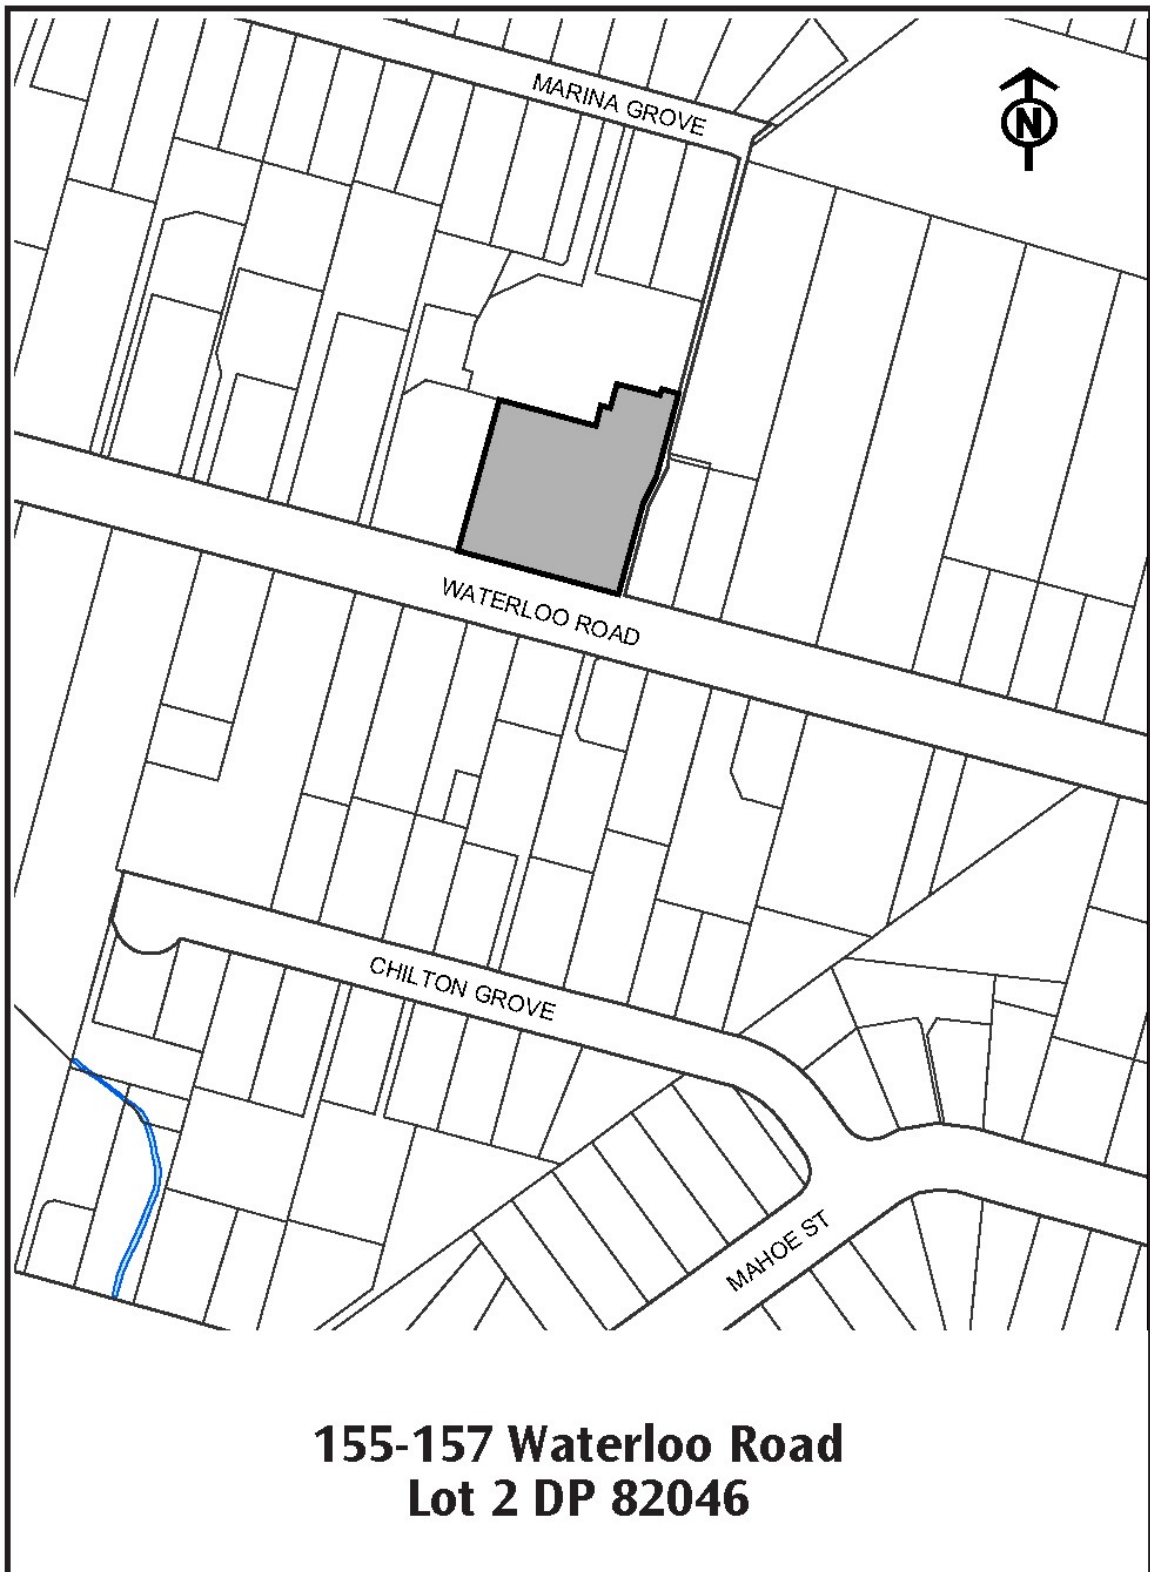 MARINA GROVE
N
WATERLOO ROAD
CHILTON GROVE
MAHOE ST
155-157 Waterloo Road
Lot 2 DP 82046